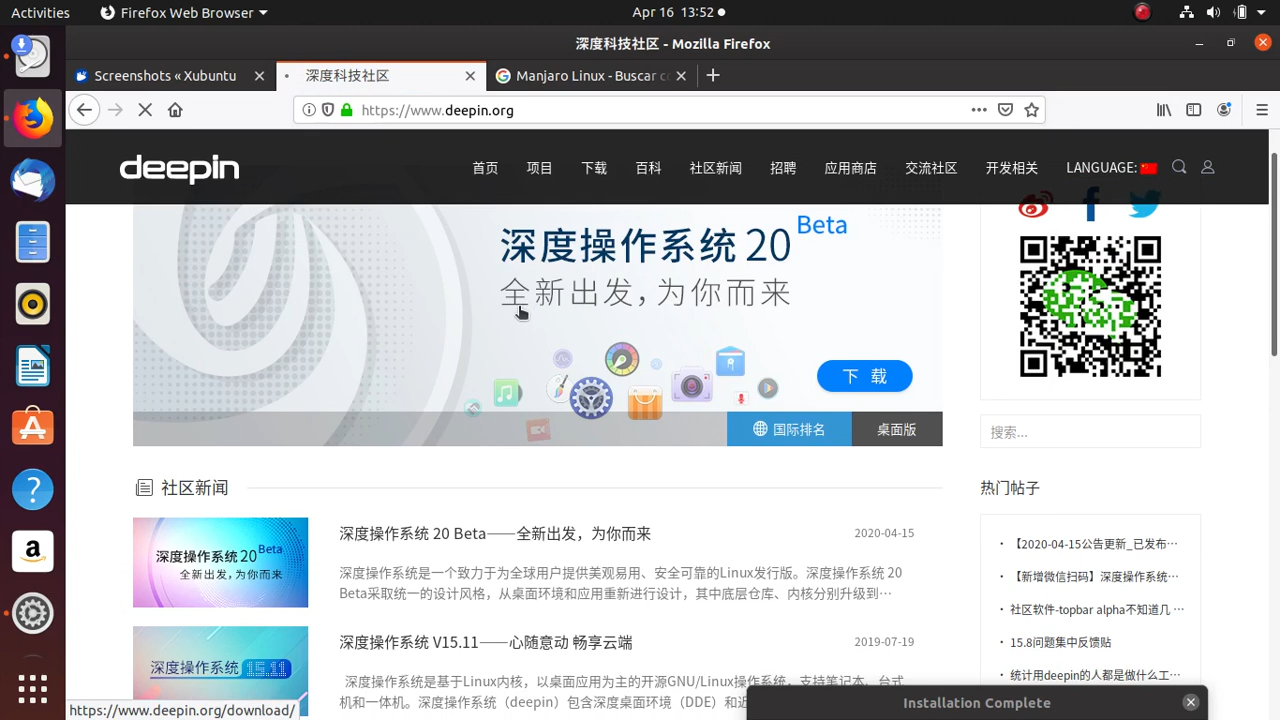 Activities
Firefox Web Browser
Apr 16 13:52
深度科技社区 - Mozilla Firefox
Screenshots « Xubuntu
深度科技社区
Manjaro Linux - Buscar c
https://www.deepin.org
deepin
首页 项目 下载 百科 社区新闻 招聘 应用商店 交流社区 开发相关 LANGUAGE:
深度操作系统 20 Beta
全新出发，为你而来
下 载
国际排名 桌面版
搜索...
社区新闻
热门帖子
深度操作系统 20 Beta
全新出发，为你而来
深度操作系统 20 Beta——全新出发，为你而来
2020-04-15
深度操作系统是一个致力于为全球用户提供美观易用、安全可靠的Linux发行版。深度操作系统 20
Beta采取统一的设计风格，从桌面环境和应用重新进行设计，其中底层仓库、内核分别升级到…
深度操作系统 15.11
深度操作系统 V15.11——心随意动 畅享云端
2019-07-19
深度操作系统是基于Linux内核，以桌面应用为主的开源GNU/Linux操作系统，支持笔记本、台式
机和一体机。深度操作系统（deepin）包含深度桌面环境（DDE）和近
· 【2020-04-15公告更新_已发布…
· 【新增微信扫码】深度操作系统…
· 社区软件-topbar alpha不知道几 …
· 15.8问题集中反馈贴
· 统计用deepin的人都是做什么工…
https://www.deepin.org/download/
Installation Complete